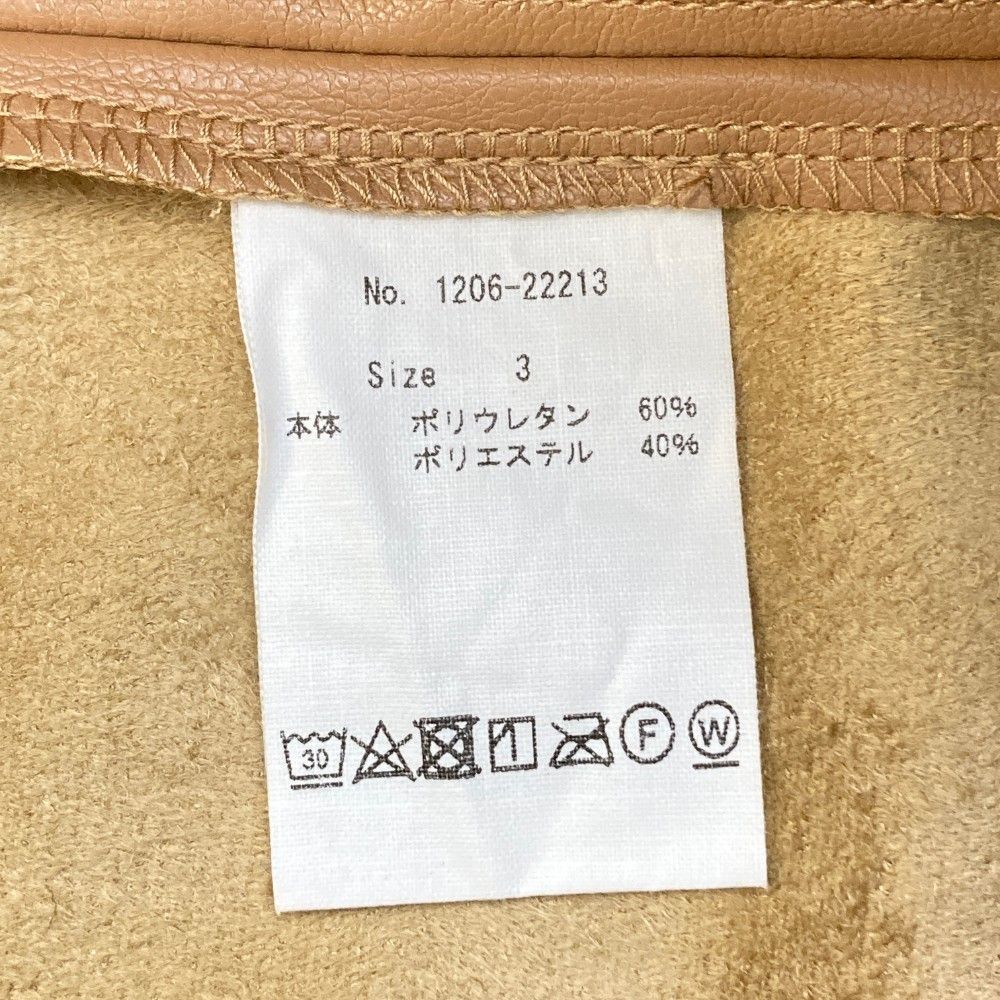 No. 1206-22213
Size 3
本体 ポリウレタン 60%
ポリエステル 40%
30 F W